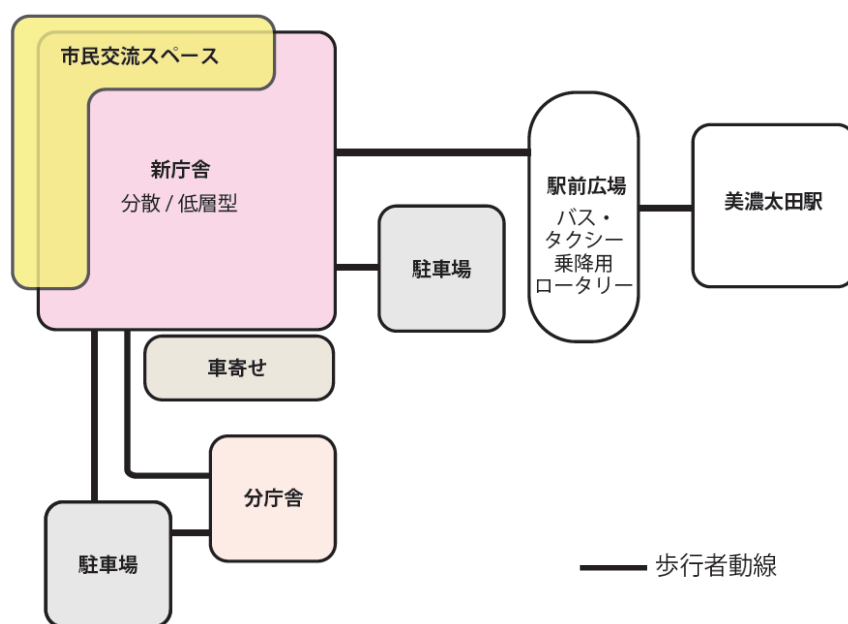 市民交流スペース
新庁舎
分散 / 低層型
駅前広場
バス・
タクシー
乗降用
ロータリー
美濃太田駅
駐車場
車寄せ
分庁舎
駐車場
歩行者動線